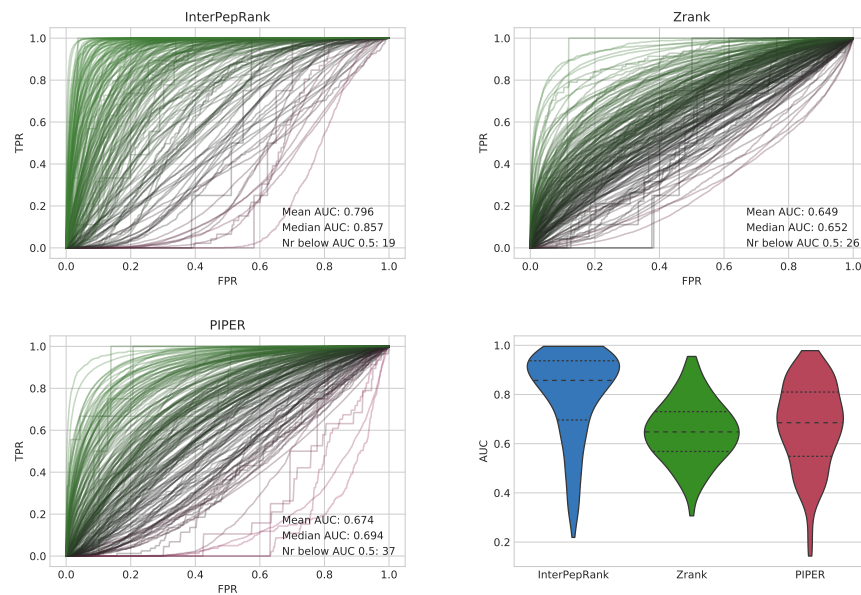 InterPepRank
1.0
0.8
0.6
0.4
0.2
0.0
TPR
Mean AUC: 0.796
Median AUC: 0.857
Nr below AUC 0.5: 19
0.0 0.2 0.4 0.6 0.8 1.0
FPR
Zrank
1.0
0.8
0.6
0.4
0.2
0.0
TPR
Mean AUC: 0.649
Median AUC: 0.652
Nr below AUC 0.5: 26
0.0 0.2 0.4 0.6 0.8 1.0
FPR
PIPER
1.0
0.8
0.6
0.4
0.2
0.0
TPR
Mean AUC: 0.674
Median AUC: 0.694
Nr below AUC 0.5: 37
0.0 0.2 0.4 0.6 0.8 1.0
FPR
1.0
0.8
0.6
0.4
0.2
AUC
InterPepRank Zrank PIPER